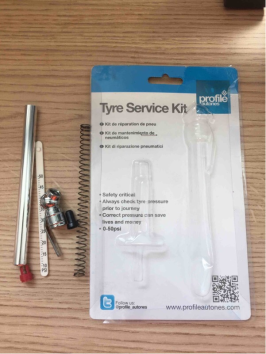 profile
autones
Tyre Service Kit
Kit de réparation de pneu
Kit de mantenimiento de
neumáticos
Kit di riparazione pneumatici
• Safety critical
• Always check tyre pressure
prior to journey
• Correct pressure can save
lives and money
• 0-50psi
Follow us
@profile_autones
www.profileautones.com